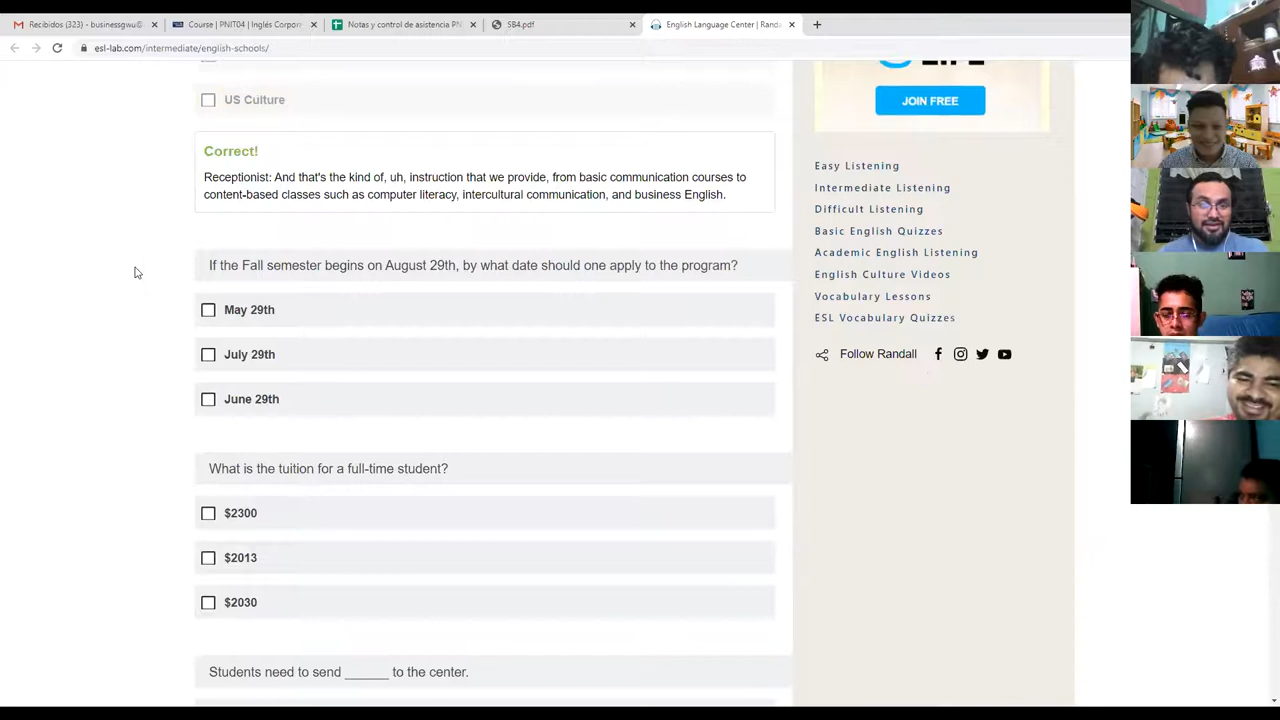 Recibidos (323) - businessgwu@
Course | PNIT04 | Inglés Corpor
Notas y control de asistencia PN
5B4.pdf
English Language Center | Randa
esl-lab.com/intermediate/english-schools/
US Culture
Correct!
Receptionist: And that's the kind of, uh, instruction that we provide, from basic communication courses to
content-based classes such as computer literacy, intercultural communication, and business English.
If the Fall semester begins on August 29th, by what date should one apply to the program?
May 29th
July 29th
June 29th
What is the tuition for a full-time student?
$2300
$2013
$2030
Students need to send ______ to the center.
JOIN FREE
Easy Listening
Intermediate Listening
Difficult Listening
Basic English Quizzes
Academic English Listening
English Culture Videos
Vocabulary Lessons
ESL Vocabulary Quizzes
Follow Randall